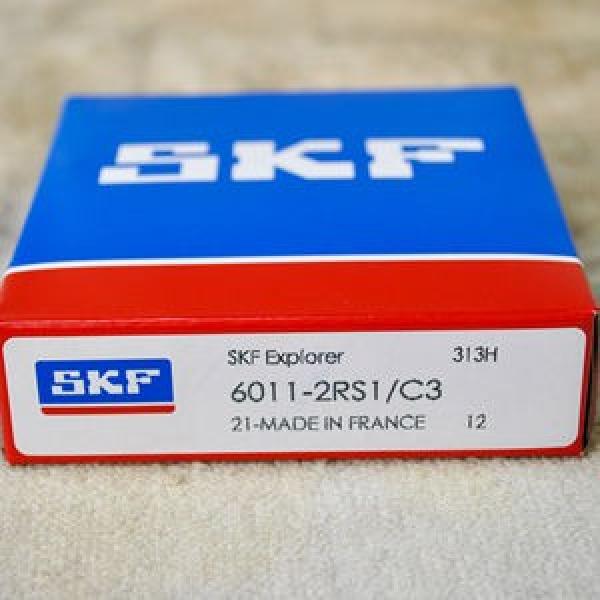 SKF
SKF
SKF Explorer 313H
6011-2RS1/C3
21-MADE IN FRANCE 12